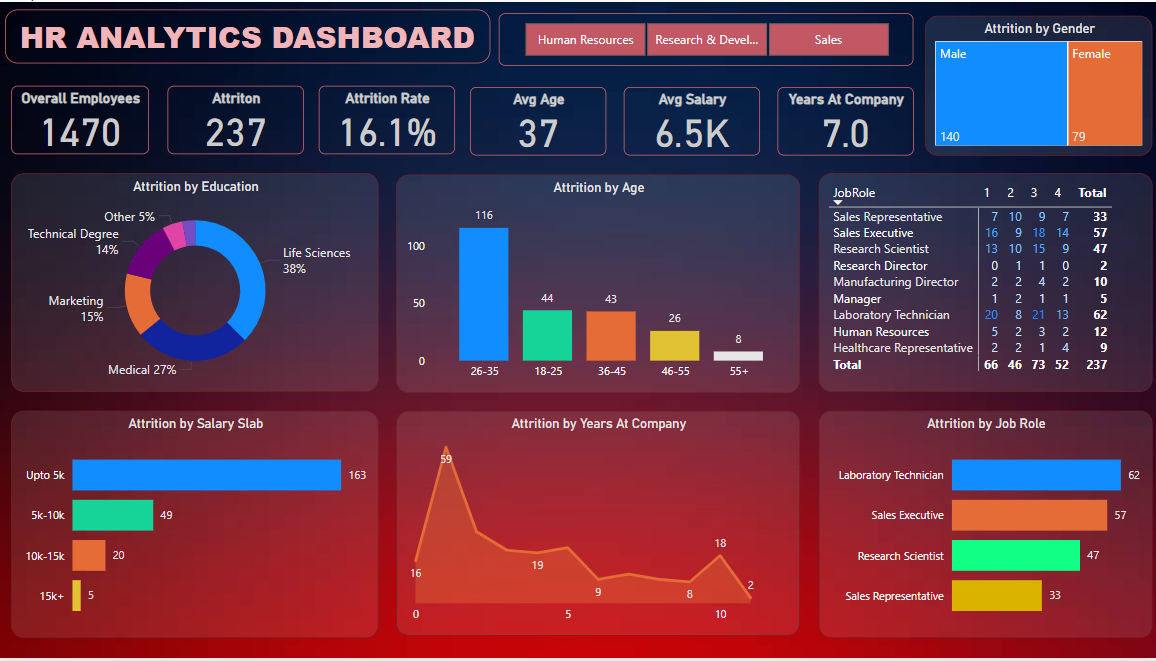 HR ANALYTICS DASHBOARD
Human Resources
Research & Devel...
Sales
Overall Employees
1470
Attriton
237
Attrition Rate
16.1%
Avg Age
37
Avg Salary
6.5K
Years At Company
7.0
Attrition by Gender
Male
140
Female
79
Attrition by Education
Other 5%
Technical Degree
14%
Life Sciences
38%
Marketing
15%
Medical 27%
Attrition by Age
100
50
0
116
44
43
26
8
26-35
18-25
36-45
46-55
55+
JobRole 1 2 3 4 Total
Sales Representative 7 10 9 7 33
Sales Executive 16 9 18 14 57
Research Scientist 13 10 15 9 47
Research Director 0 1 1 0 2
Manufacturing Director 2 2 4 2 10
Manager 1 2 1 1 5
Laboratory Technician 20 8 21 13 62
Human Resources 5 2 3 2 12
Healthcare Representative 2 2 1 4 9
Total 66 46 73 52 237
Attrition by Salary Slab
Upto 5k 163
5k-10k 49
10k-15k 20
15k+ 5
Attrition by Years At Company
16
59
19
9
8
18
2
0
5
10
Attrition by Job Role
Laboratory Technician 62
Sales Executive 57
Research Scientist 47
Sales Representative 33